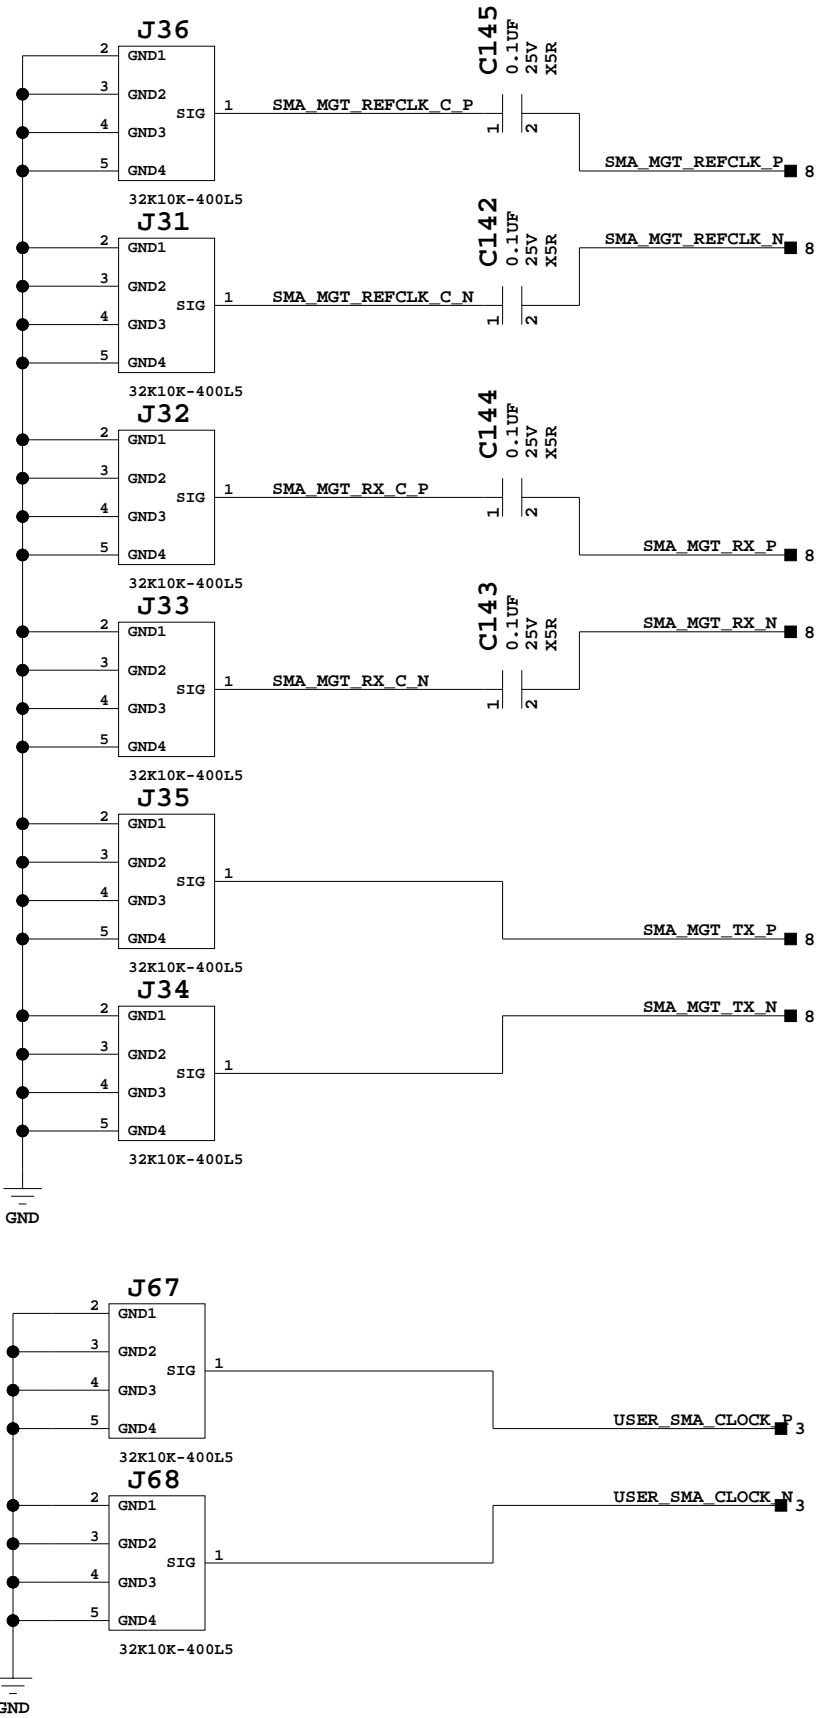 J36
2 GND1
3 GND2
SIG 1
4 GND3
5 GND4
32K10K-400L5
SMA_MGT_REFCLK_C_P
C145
0.1UF
25V
X5R
1 2
SMA_MGT_REFCLK_P 8
J31
2 GND1
3 GND2
SIG 1
4 GND3
5 GND4
32K10K-400L5
SMA_MGT_REFCLK_C_N
C142
0.1UF
25V
X5R
1 2
SMA_MGT_REFCLK_N 8
J32
2 GND1
3 GND2
SIG 1
4 GND3
5 GND4
32K10K-400L5
SMA_MGT_RX_C_P
C144
0.1UF
25V
X5R
1 2
SMA_MGT_RX_P 8
J33
2 GND1
3 GND2
SIG 1
4 GND3
5 GND4
32K10K-400L5
SMA_MGT_RX_C_N
C143
0.1UF
25V
X5R
1 2
SMA_MGT_RX_N 8
J35
2 GND1
3 GND2
SIG 1
4 GND3
5 GND4
32K10K-400L5
SMA_MGT_TX_P 8
J34
2 GND1
3 GND2
SIG 1
4 GND3
5 GND4
32K10K-400L5
SMA_MGT_TX_N 8
GND
J67
2 GND1
3 GND2
SIG 1
4 GND3
5 GND4
32K10K-400L5
USER_SMA_CLOCK_P 3
J68
2 GND1
3 GND2
SIG 1
4 GND3
5 GND4
32K10K-400L5
USER_SMA_CLOCK_N 3
GND